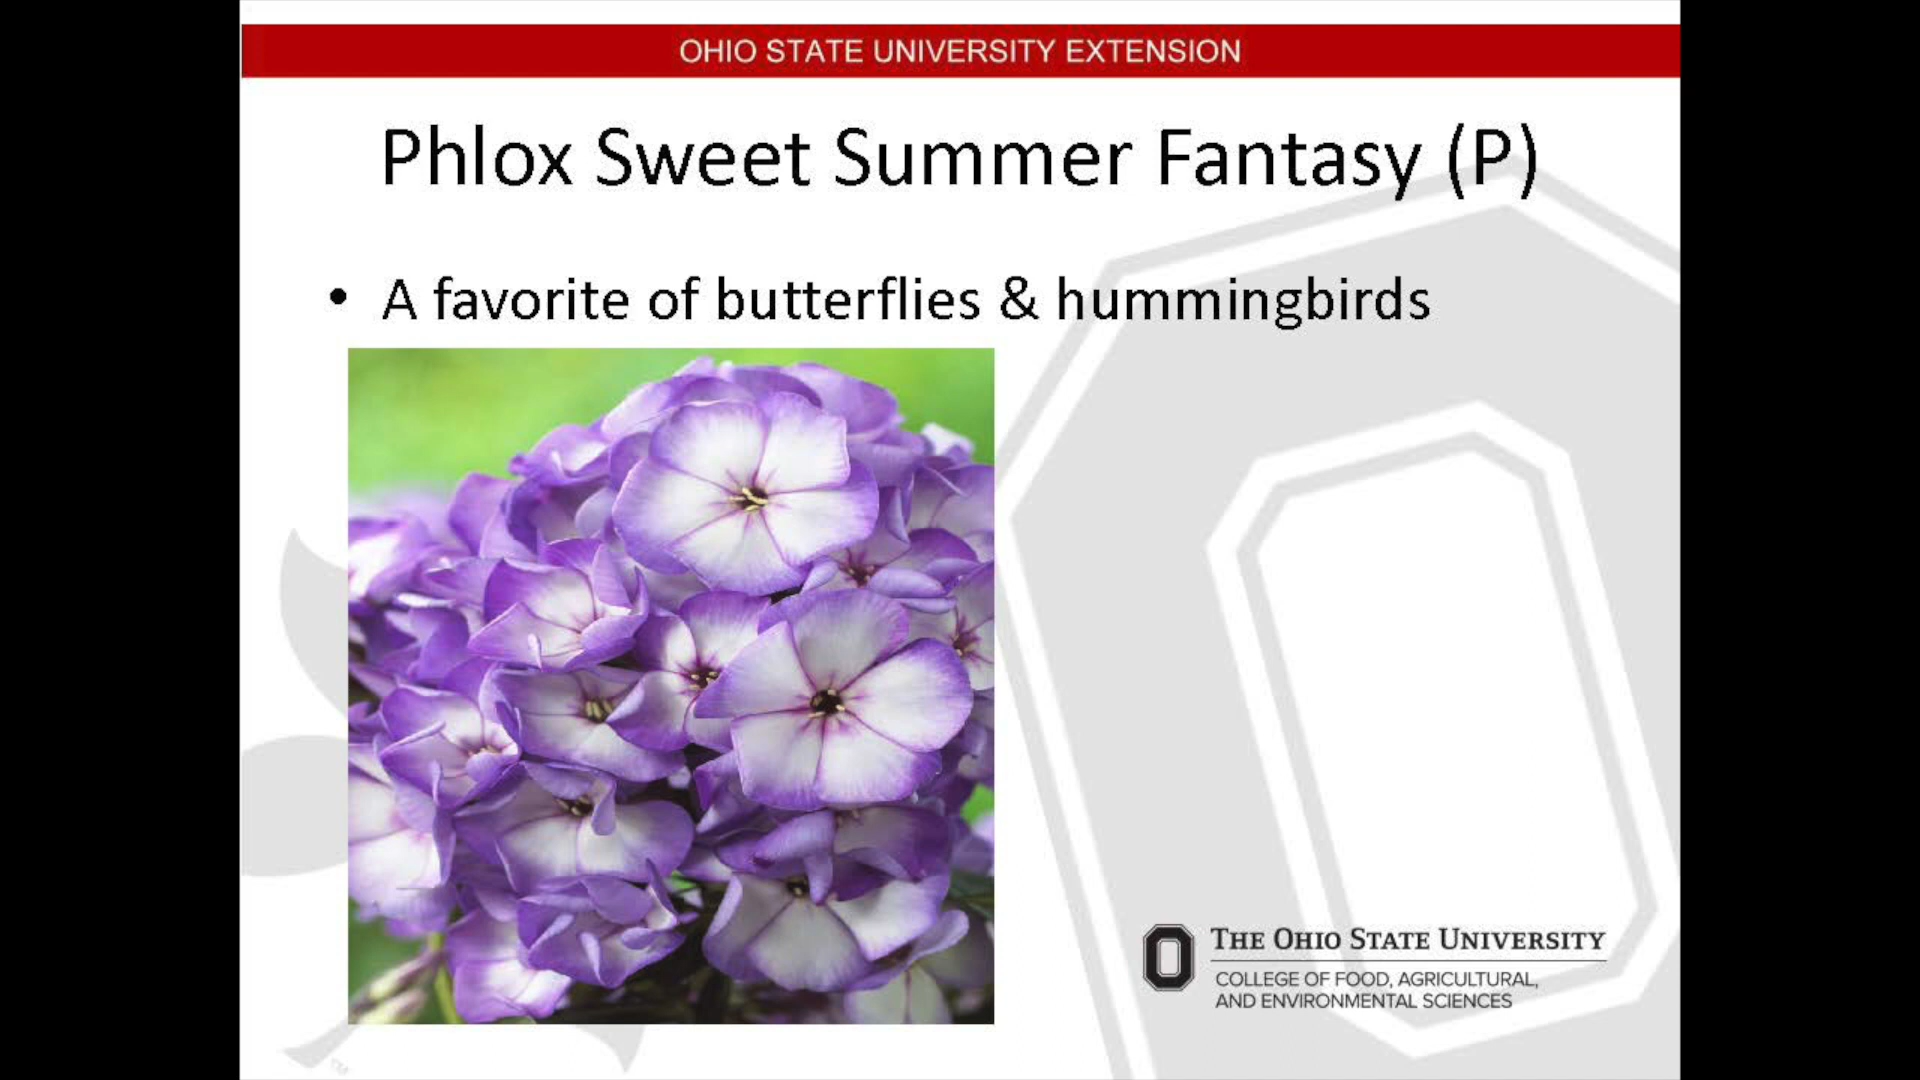 OHIO STATE UNIVERSITY EXTENSION
Phlox Sweet Summer Fantasy (P)
• A favorite of butterflies & hummingbirds
THE OHIO STATE UNIVERSITY
COLLEGE OF FOOD, AGRICULTURAL,
AND ENVIRONMENTAL SCIENCES
TM